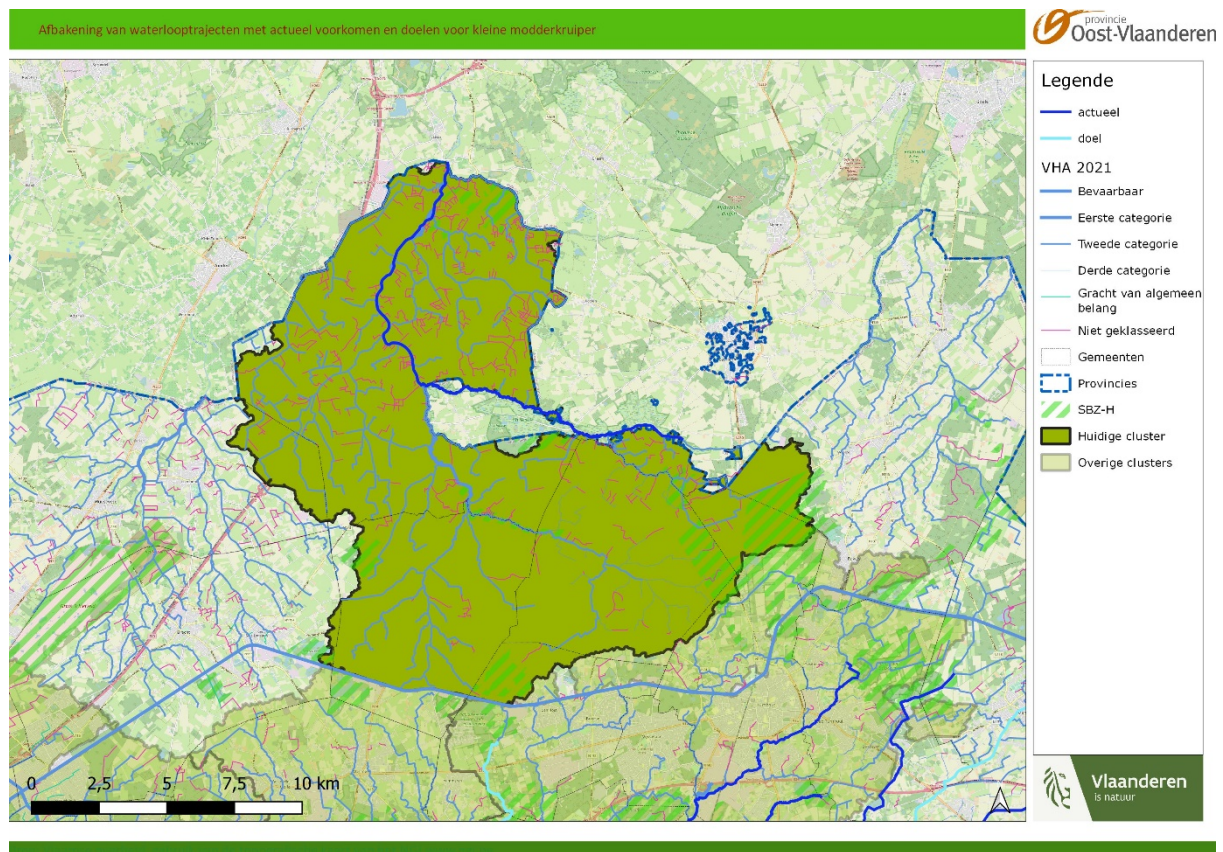 Afbakening van waterlooptrajecten met actueel voorkomen en doelen voor kleine modderkruiper
provincie
Oost-Vlaanderen
Legende
actueel
doel
VHA 2021
Bevaarbaar
Eerste categorie
Tweede categorie
Derde categorie
Gracht van algemeen
belang
Niet geklasseerd
Gemeenten
Provincies
SBZ-H
Huidige cluster
Overige clusters
0 2,5 5 7,5 10 km
Vlaanderen
is natuur